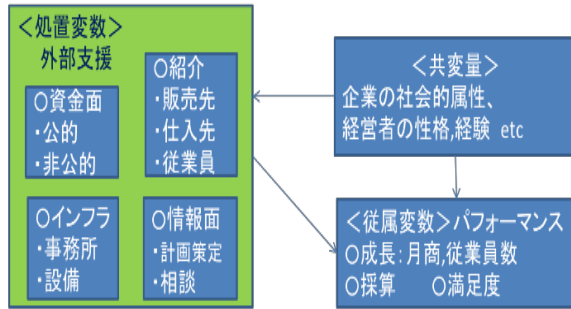 ＜処置変数＞
外部支援
○資金面
・公的
・非公的
○紹介
・販売先
・仕入先
・従業員
○インフラ
・事務所
・設備
○情報面
・計画策定
・相談
＜共変量＞
企業の社会的属性、
経営者の性格,経験 etc
＜従属変数＞パフォーマンス
○成長：月商,従業員数
○採算　○満足度